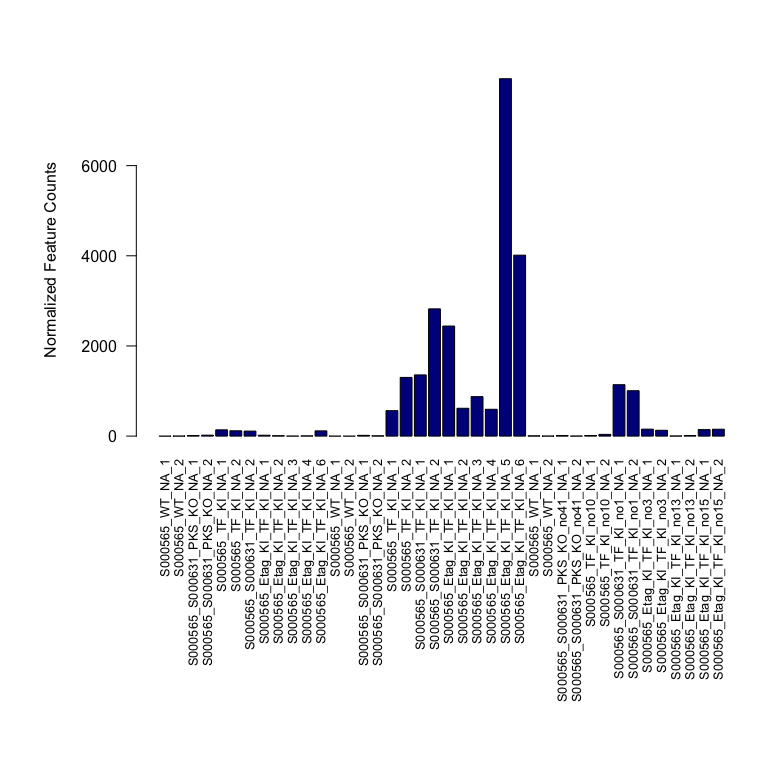 Normalized Feature Counts
6000
4000
2000
0
S000565_WT_NA_1
S000565_WT_NA_2
S000565_S000631_PKS_KO_NA_1
S000565_S000631_PKS_KO_NA_2
S000565_TF_KI_NA_1
S000565_TF_KI_NA_2
S000565_S000631_TF_KI_NA_2
S000565_Etag_KI_TF_KI_NA_1
S000565_Etag_KI_TF_KI_NA_2
S000565_Etag_KI_TF_KI_NA_3
S000565_Etag_KI_TF_KI_NA_4
S000565_Etag_KI_TF_KI_NA_6
S000565_WT_NA_1
S000565_WT_NA_2
S000565_S000631_PKS_KO_NA_1
S000565_S000631_PKS_KO_NA_2
S000565_TF_KI_NA_1
S000565_TF_KI_NA_2
S000565_S000631_TF_KI_NA_1
S000565_S000631_TF_KI_NA_2
S000565_Etag_KI_TF_KI_NA_1
S000565_Etag_KI_TF_KI_NA_2
S000565_Etag_KI_TF_KI_NA_3
S000565_Etag_KI_TF_KI_NA_4
S000565_Etag_KI_TF_KI_NA_5
S000565_Etag_KI_TF_KI_NA_6
S000565_WT_NA_1
S000565_WT_NA_2
S000565_S000631_PKS_KO_no41_NA_1
S000565_S000631_PKS_KO_no41_NA_2
S000565_TF_KI_no10_NA_1
S000565_TF_KI_no10_NA_2
S000565_S000631_TF_KI_no1_NA_1
S000565_S000631_TF_KI_no1_NA_2
S000565_Etag_KI_TF_KI_no3_NA_1
S000565_Etag_KI_TF_KI_no3_NA_2
S000565_Etag_KI_TF_KI_no13_NA_1
S000565_Etag_KI_TF_KI_no13_NA_2
S000565_Etag_KI_TF_KI_no15_NA_1
S000565_Etag_KI_TF_KI_no15_NA_2